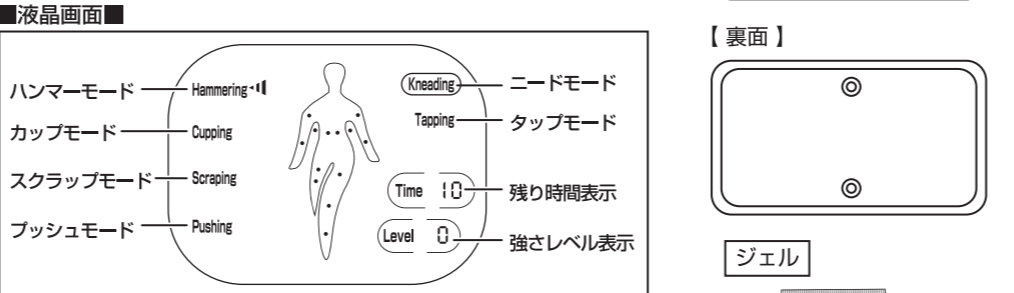 ■液晶画面■
ハンマーモード
カップモード
スクラップモード
プッシュモード
Hammering
Cupping
Scraping
Pushing
Kneading
Tapping
Time 10
Level 0
ニードモード
タップモード
残り時間表示
強さレベル表示
【 裏面 】
ジェル